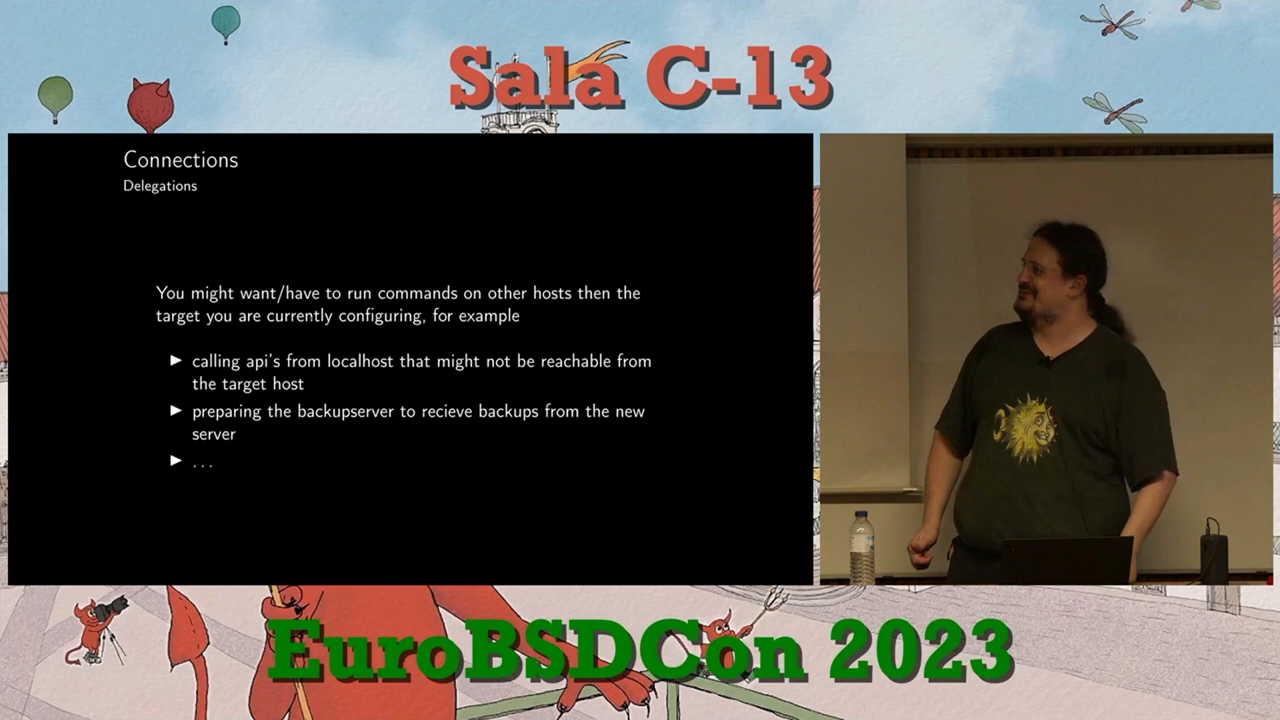 Sala C-13
Connections
Delegations
You might want/have to run commands on other hosts then the
target you are currently configuring, for example
calling api's from localhost that might not be reachable from
the target host
preparing the backupserver to recieve backups from the new
server
...
EuroBSDCon 2023